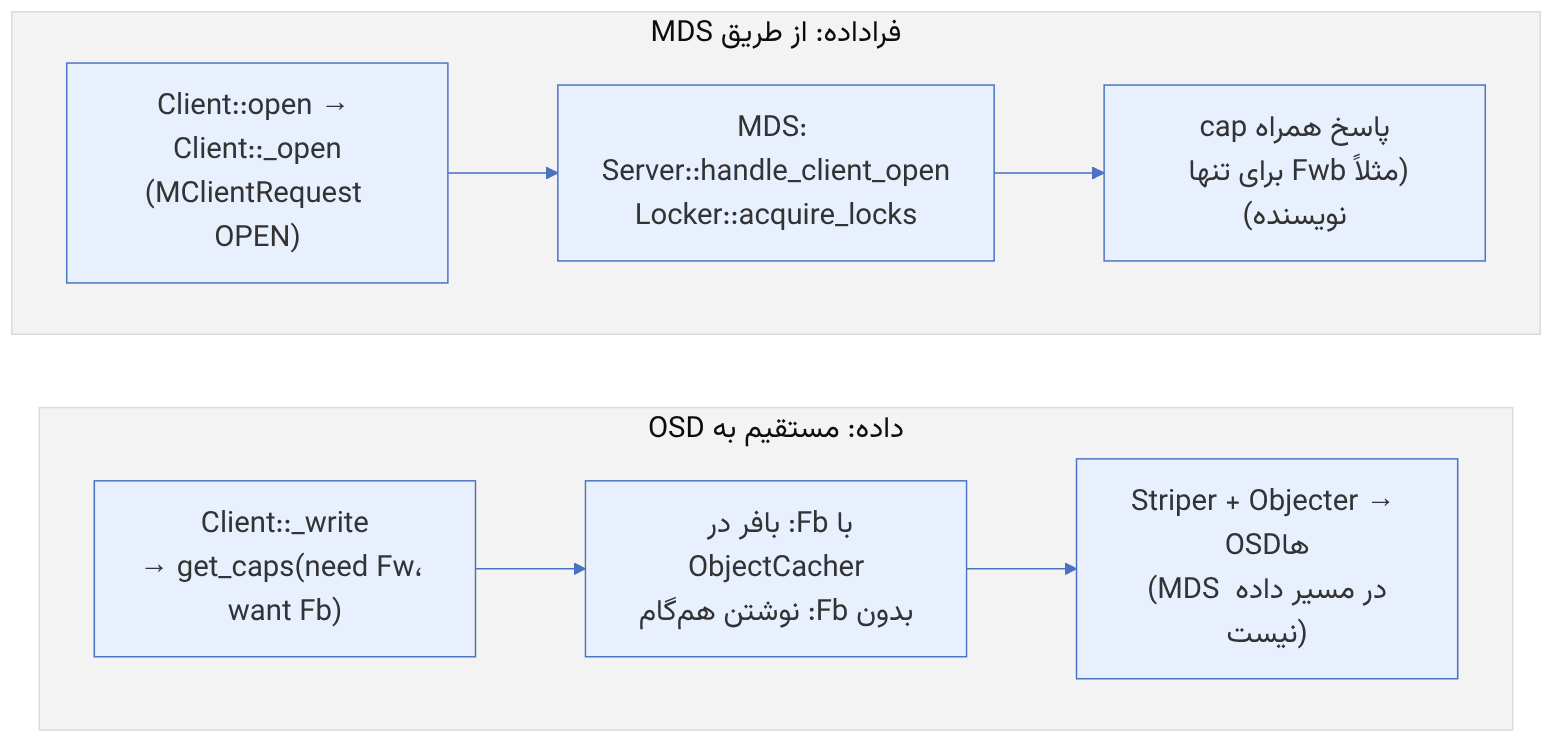 فراداده: از طریق MDS
Client::open →
Client::_open
(MClientRequest
OPEN)
MDS:
Server::handle_client_open
Locker::acquire_locks
پاسخ همراه cap
(مثلاً Fwb برای تنها
نویسنده)
داده: مستقیم به OSD
Client::_write
→ get_caps(need Fw،
want Fb)
با Fb: بافر در
ObjectCacher
بدون Fb: نوشتن هم‌گام
Striper + Objecter →
OSDها
(MDS در مسیر داده
نیست)